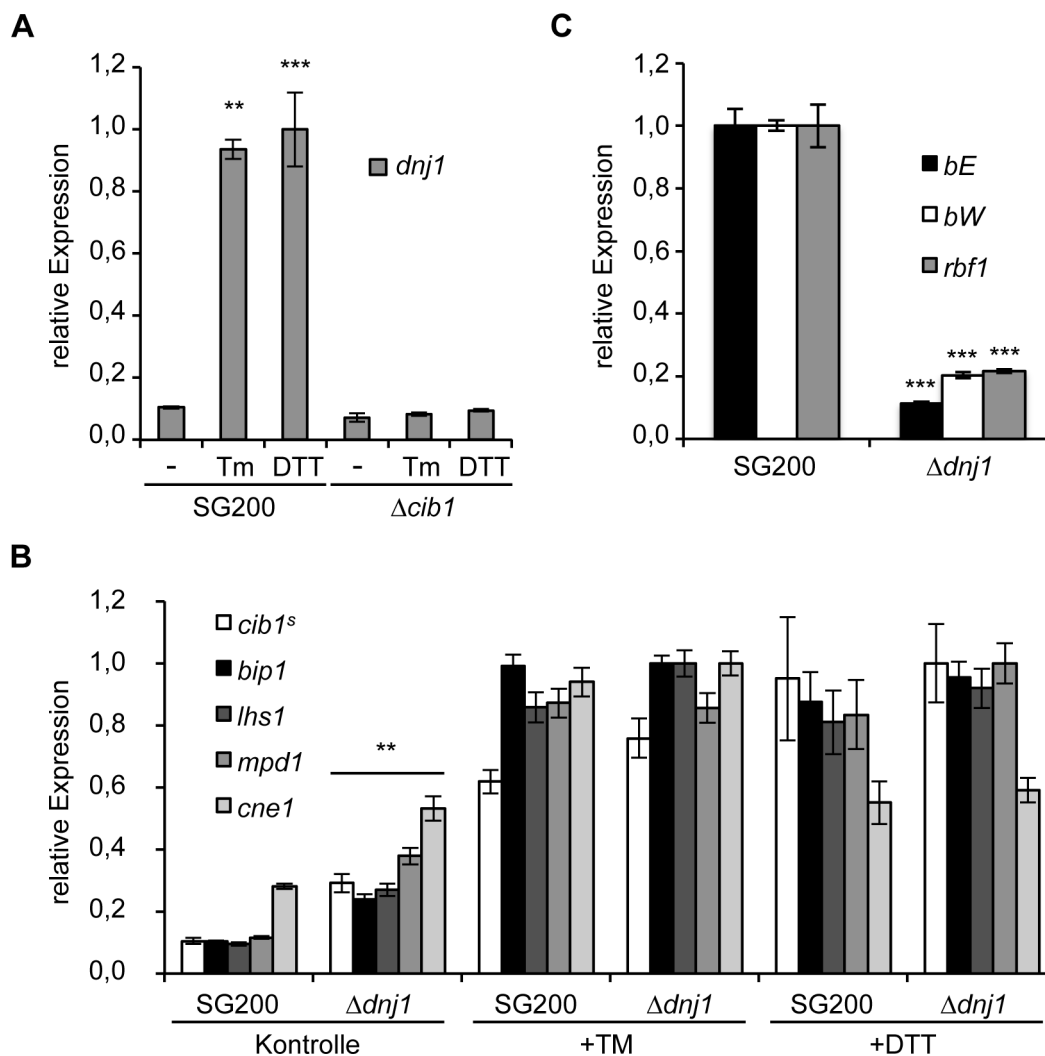 A
relative Expression
1,2
1,0
0,8
0,6
0,4
0,2
0,0
** ***
dnj1
- Tm DTT - Tm DTT
SG200 Δcib1
C
relative Expression
1,2
1,0
0,8
0,6
0,4
0,2
0,0
bE
bW
rbf1
*** *** ***
SG200 Δdnj1
B
relative Expression
1,2
1,0
0,8
0,6
0,4
0,2
0,0
cib1ˢ
bip1
lhs1
mpd1
cne1
**
SG200 Δdnj1 SG200 Δdnj1 SG200 Δdnj1
Kontrolle +TM +DTT